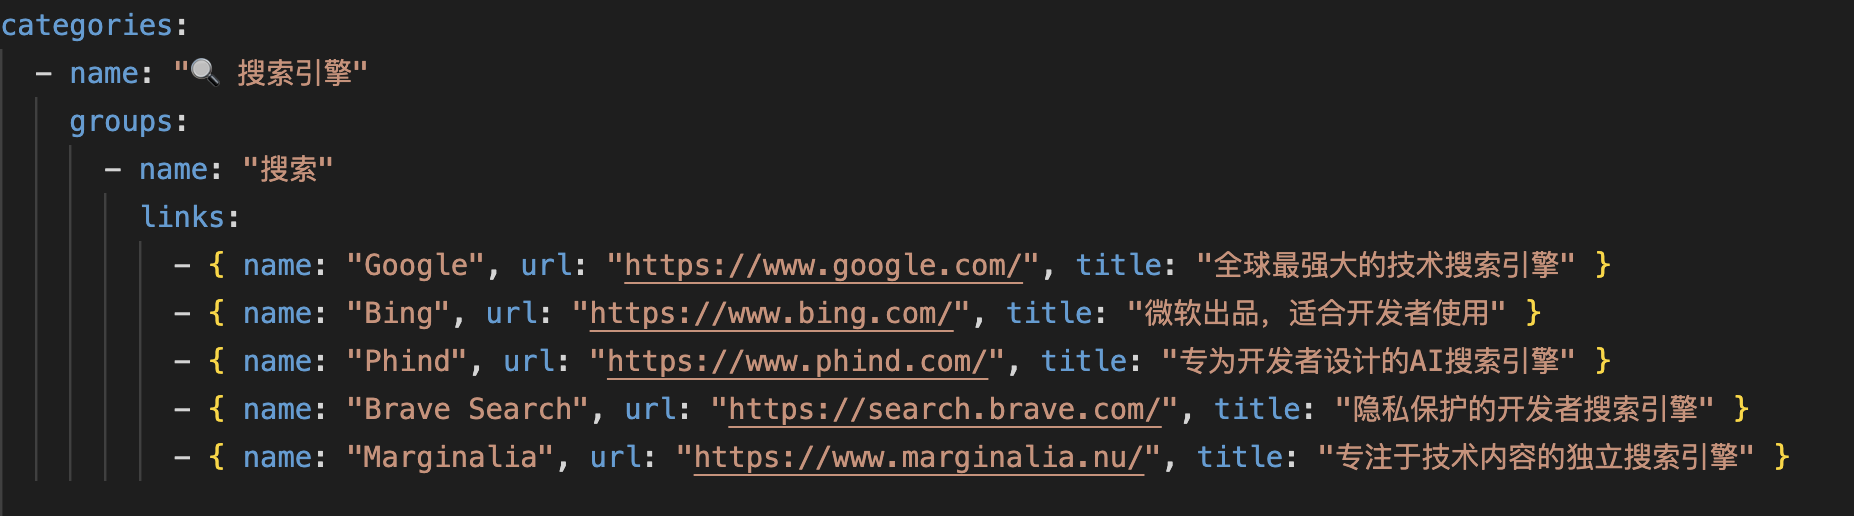 categories:
- name: "🔍 搜索引擎"
groups:
- name: "搜索"
links:
- { name: "Google", url: "https://www.google.com/", title: "全球最强大的技术搜索引擎" }
- { name: "Bing", url: "https://www.bing.com/", title: "微软出品，适合开发者使用" }
- { name: "Phind", url: "https://www.phind.com/", title: "专为开发者设计的AI搜索引擎" }
- { name: "Brave Search", url: "https://search.brave.com/", title: "隐私保护的开发者搜索引擎" }
- { name: "Marginalia", url: "https://www.marginalia.nu/", title: "专注于技术内容的独立搜索引擎" }